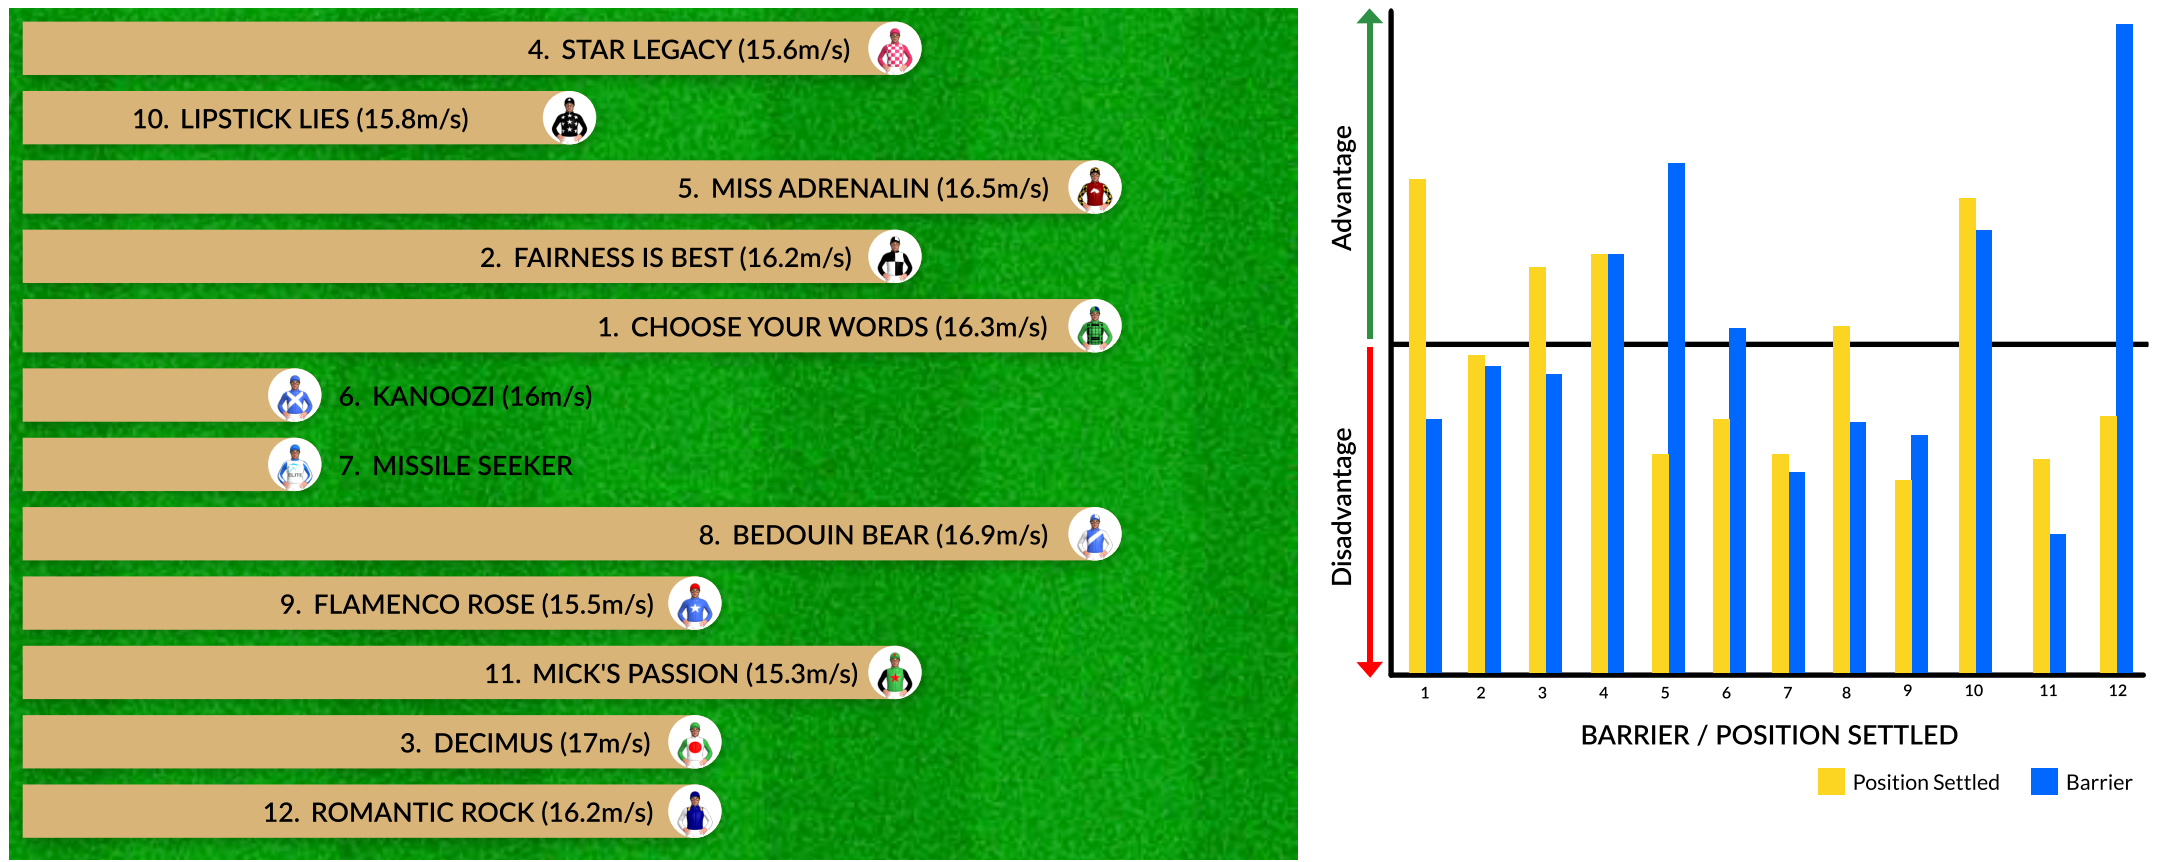 4. STAR LEGACY (15.6m/s)
10. LIPSTICK LIES (15.8m/s)
5. MISS ADRENALIN (16.5m/s)
2. FAIRNESS IS BEST (16.2m/s)
1. CHOOSE YOUR WORDS (16.3m/s)
6. KANOOZI (16m/s)
7. MISSILE SEEKER
8. BEDOUIN BEAR (16.9m/s)
9. FLAMENCO ROSE (15.5m/s)
11. MICK'S PASSION (15.3m/s)
3. DECIMUS (17m/s)
12. ROMANTIC ROCK (16.2m/s)
Advantage
Disadvantage
1 2 3 4 5 6 7 8 9 10 11 12
BARRIER / POSITION SETTLED
Position Settled Barrier